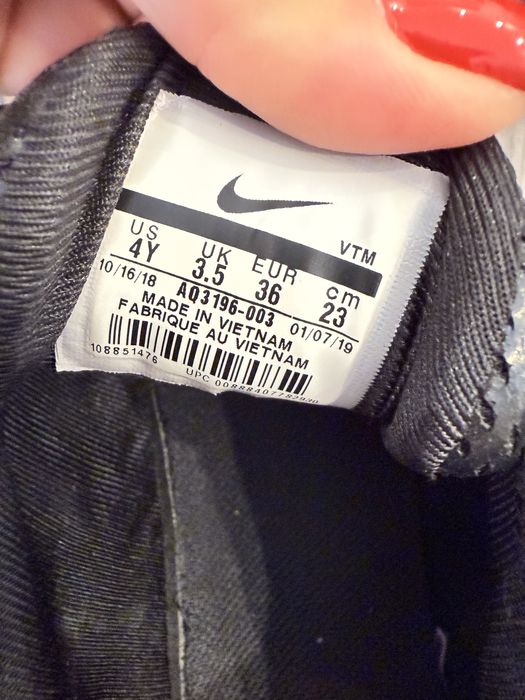 VTM
US UK EUR cm
4Y 3.5 36 23
10/16/18 AQ3196-003 01/07/19
MADE IN VIETNAM
FABRIQUE AU VIETNAM
108851476
UPC